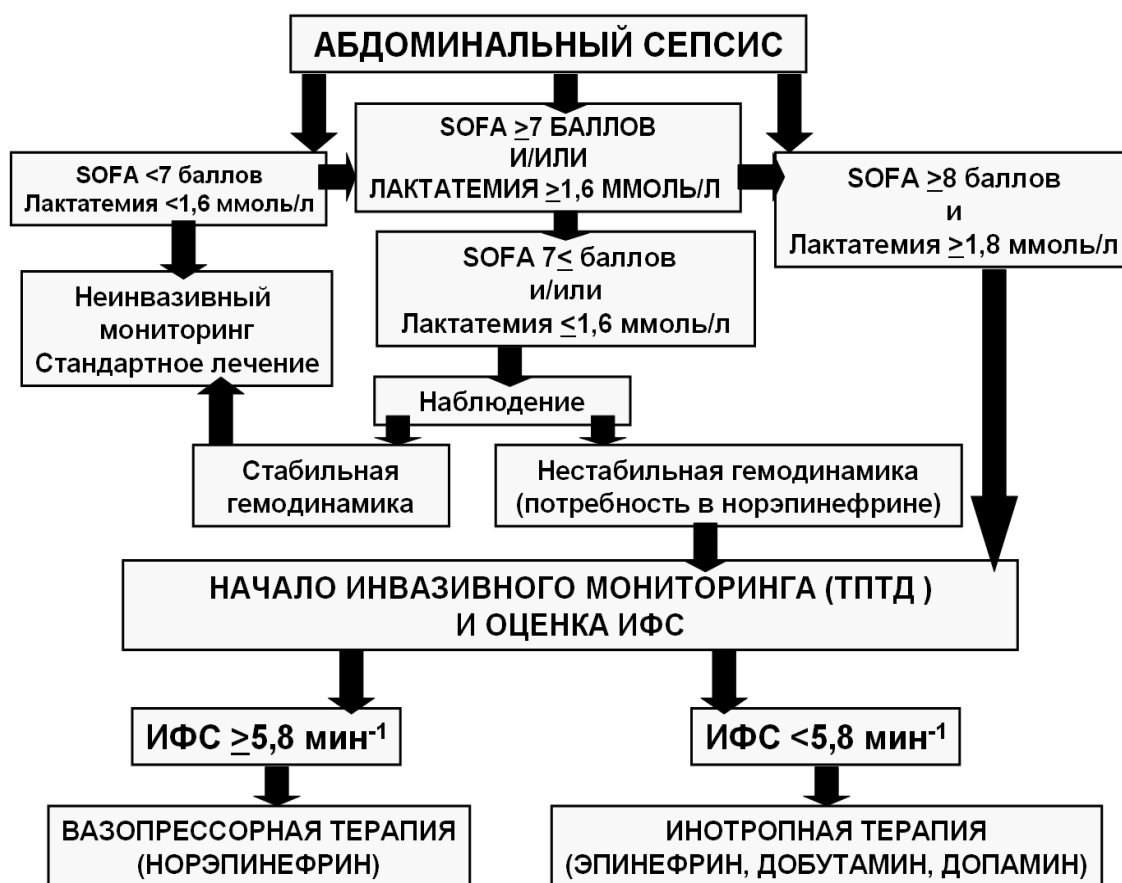 АБДОМИНАЛЬНЫЙ СЕПСИС
SOFA <7 баллов
Лактатемия <1,6 ммоль/л
SOFA ≥7 БАЛЛОВ
И/ИЛИ
ЛАКТАТЕМИЯ ≥1,6 ММОЛЬ/Л
SOFA ≥8 баллов
и
Лактатемия ≥1,8 ммоль/л
SOFA 7≤ баллов
и/или
Лактатемия ≤1,6 ммоль/л
Неинвазивный
мониторинг
Стандартное лечение
Наблюдение
Стабильная
гемодинамика
Нестабильная гемодинамика
(потребность в норэпинефрине)
НАЧАЛО ИНВАЗИВНОГО МОНИТОРИНГА (ТПТД )
И ОЦЕНКА ИФС
ИФС ≥5,8 мин⁻¹
ИФС <5,8 мин⁻¹
ВАЗОПРЕССОРНАЯ ТЕРАПИЯ
(НОРЭПИНЕФРИН)
ИНОТРОПНАЯ ТЕРАПИЯ
(ЭПИНЕФРИН, ДОБУТАМИН, ДОПАМИН)